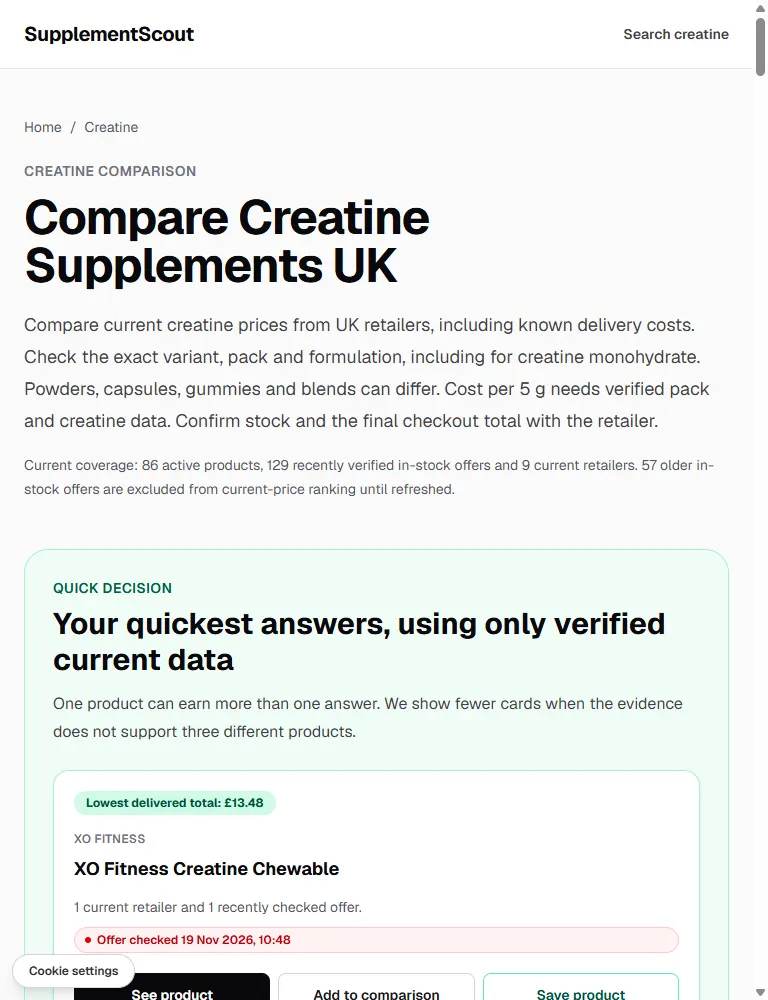 SupplementScout
Search creatine
Home / Creatine
CREATINE COMPARISON
Compare Creatine
Supplements UK
Compare current creatine prices from UK retailers, including known delivery costs.
Check the exact variant, pack and formulation, including for creatine monohydrate.
Powders, capsules, gummies and blends can differ. Cost per 5 g needs verified pack
and creatine data. Confirm stock and the final checkout total with the retailer.
Current coverage: 86 active products, 129 recently verified in-stock offers and 9 current retailers. 57 older in-
stock offers are excluded from current-price ranking until refreshed.
QUICK DECISION
Your quickest answers, using only verified
current data
One product can earn more than one answer. We show fewer cards when the evidence
does not support three different products.
Lowest delivered total: £13.48
XO FITNESS
XO Fitness Creatine Chewable
1 current retailer and 1 recently checked offer.
Offer checked 19 Nov 2026, 10:48
Cookie settings
See product
Add to comparison
Save product